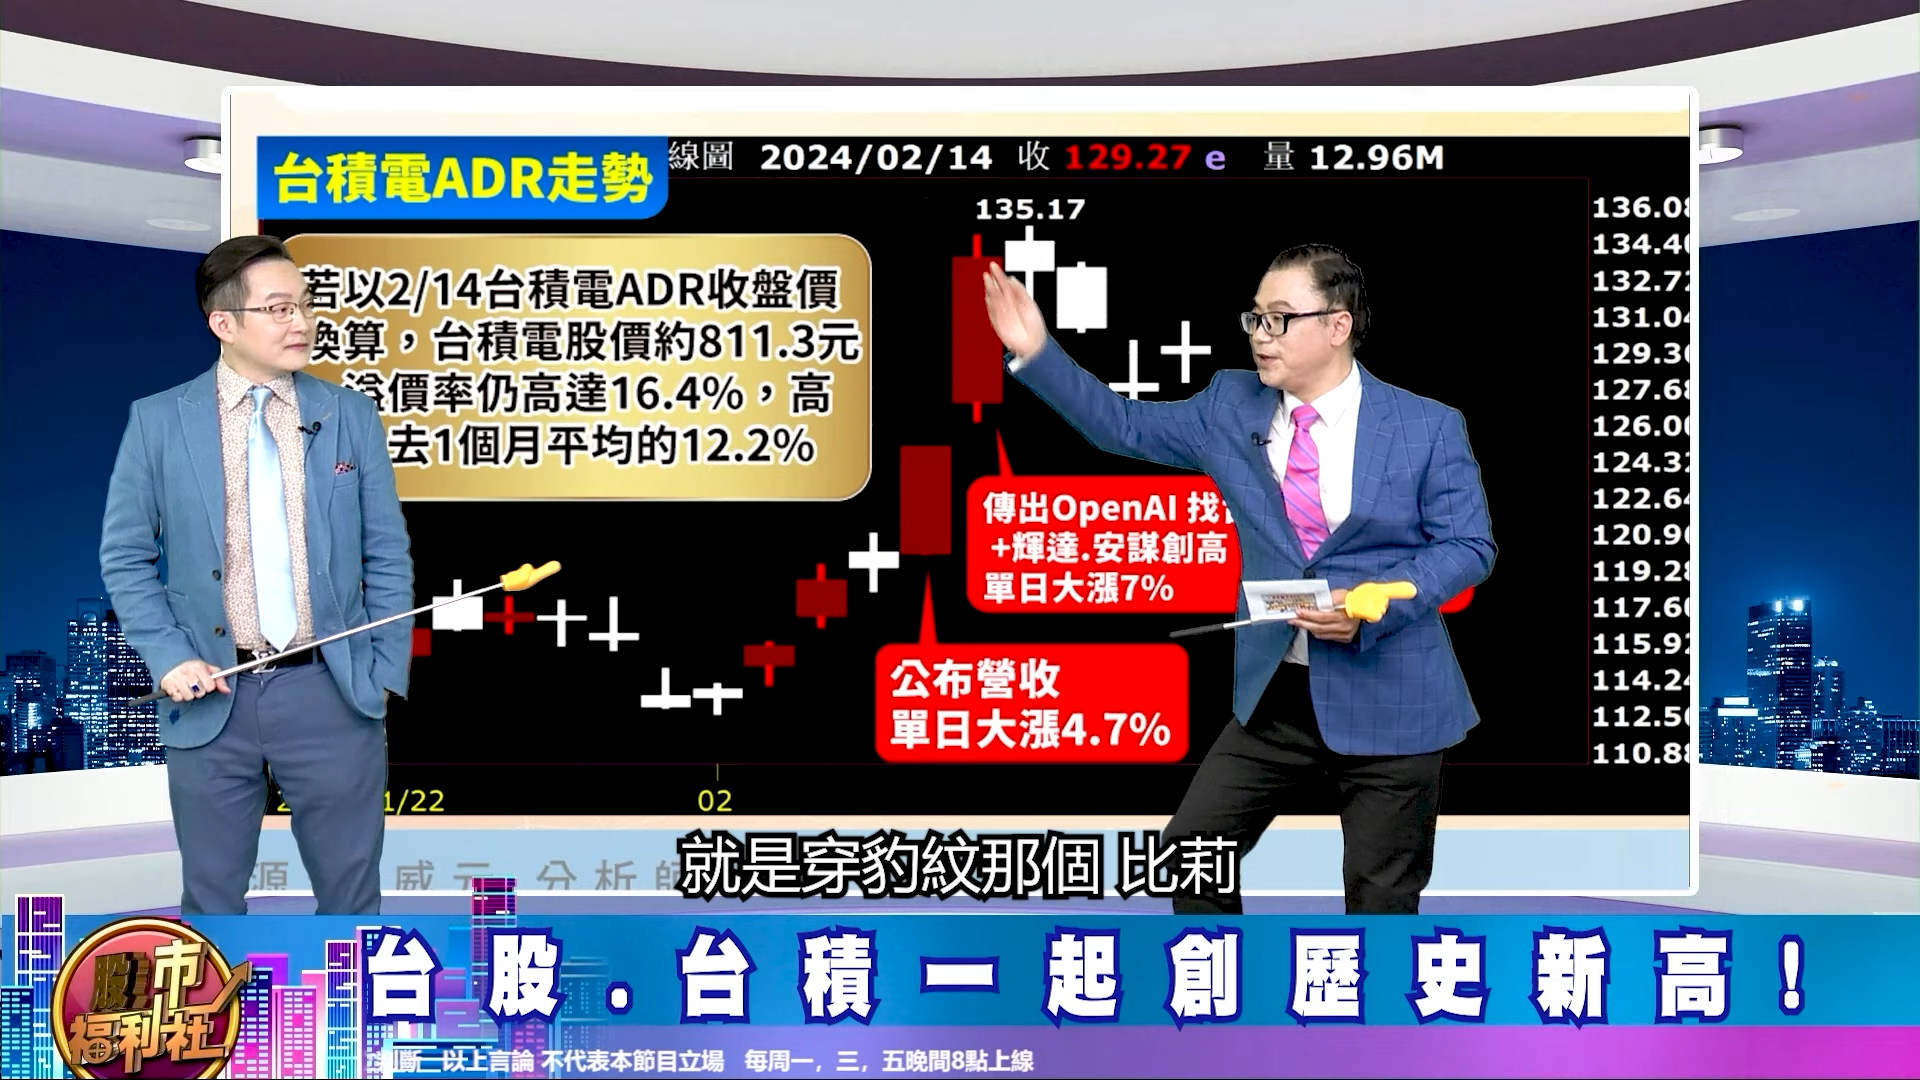 台積電ADR走勢
線圖 2024/02/14 收 129.27 e 量 12.96M
135.17
若以2/14台積電ADR收盤價
換算，台積電股價約811.3元
溢價率仍高達16.4%，高
去1個月平均的12.2%
傳出OpenAI 找
+輝達.安謀創高
單日大漲7%
公布營收
單日大漲4.7%
136.08
134.40
132.72
131.04
129.36
127.68
126.00
124.32
122.64
120.96
119.28
117.60
115.92
114.24
112.56
110.88
1/22
02
源 威元 分析師
就是穿豹紋那個 比莉
台股.台積一起創歷史新高!
股市
福利社
判斷 以上言論 不代表本節目立場 每周一，三，五晚間8點上線